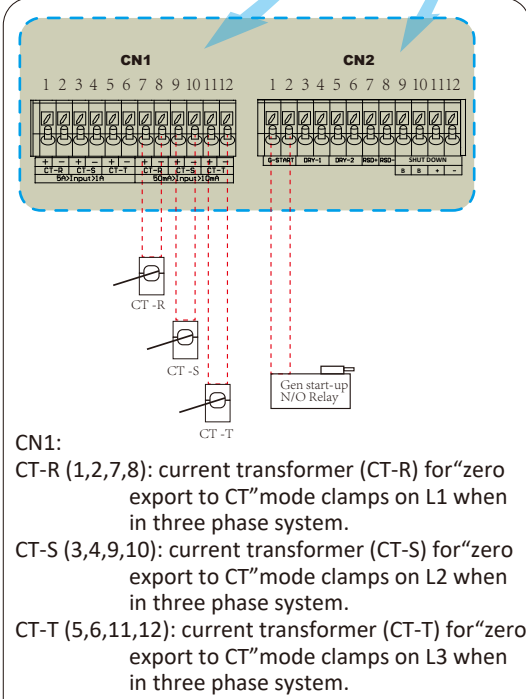 CN1 CN2
1 2 3 4 5 6 7 8 9 10 11 12 1 2 3 4 5 6 7 8 9 10 11 12
+ - + - + - + - + - + - G-START DRY-1 DRY-2 RSD+ RSD- SHUT DOWN
CT-R CT-S CT-T CT-R CT-S CT-T B B + -
5A>Input>1A 50mA>Input>10mA
CT -R
CT -S
Gen start-up
N/O Relay
CT -T
CN1:
CT-R (1,2,7,8): current transformer (CT-R) for“zero
export to CT”mode clamps on L1 when
in three phase system.
CT-S (3,4,9,10): current transformer (CT-S) for“zero
export to CT”mode clamps on L2 when
in three phase system.
CT-T (5,6,11,12): current transformer (CT-T) for“zero
export to CT”mode clamps on L3 when
in three phase system.